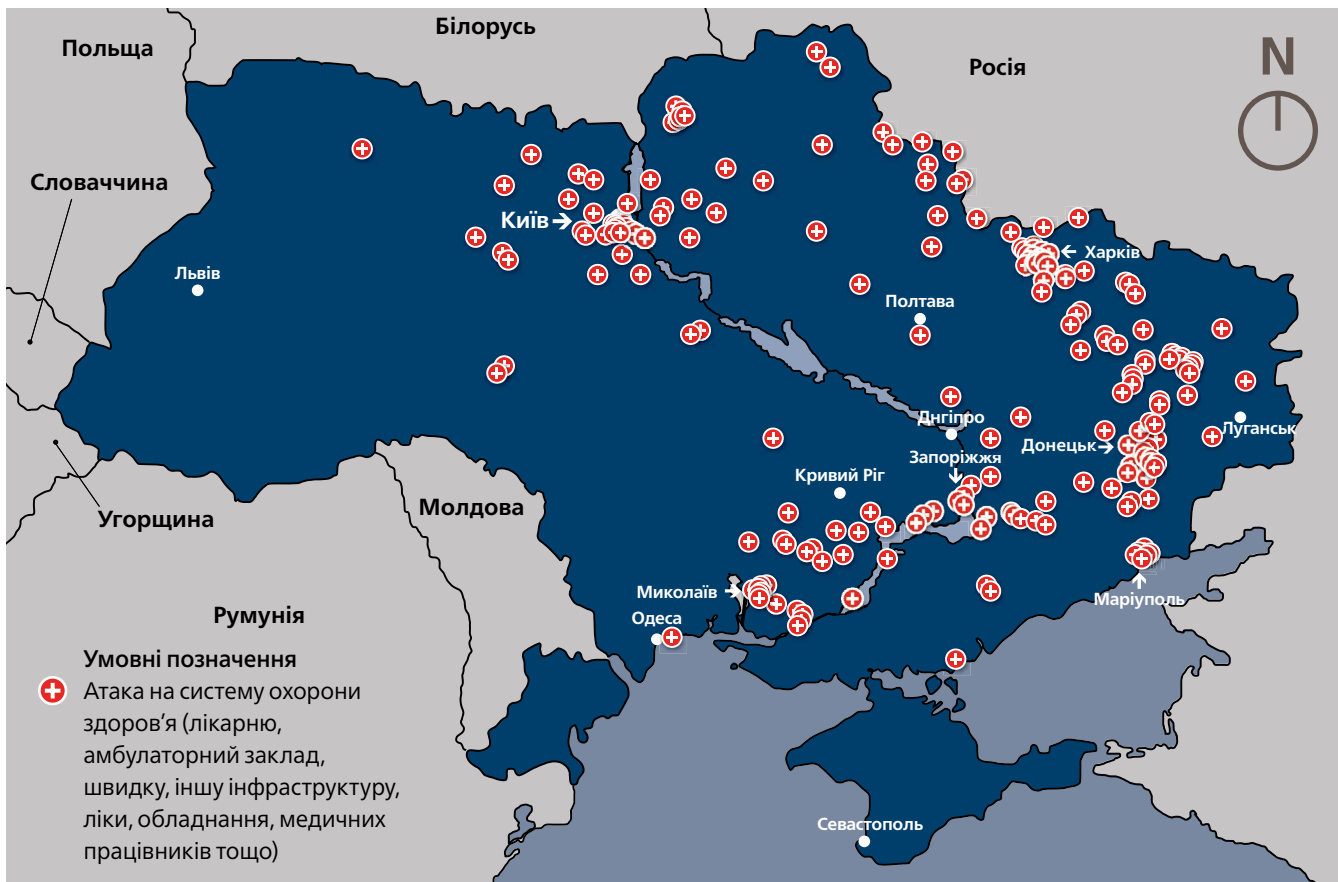 Білорусь
Польща
Росія
N
Словаччина
Київ
Харків
Львів
Полтава
Днгіпро
Луганськ
Донецьк
Запоріжжя
Кривий Ріг
Молдова
Угорщина
Миколаїв
Маріуполь
Одеса
Румунія
Умовні позначення
Атака на систему охорони
здоров’я (лікарню,
амбулаторний заклад,
швидку, іншу інфраструктуру,
ліки, обладнання, медичних
працівників тощо)
Севастополь